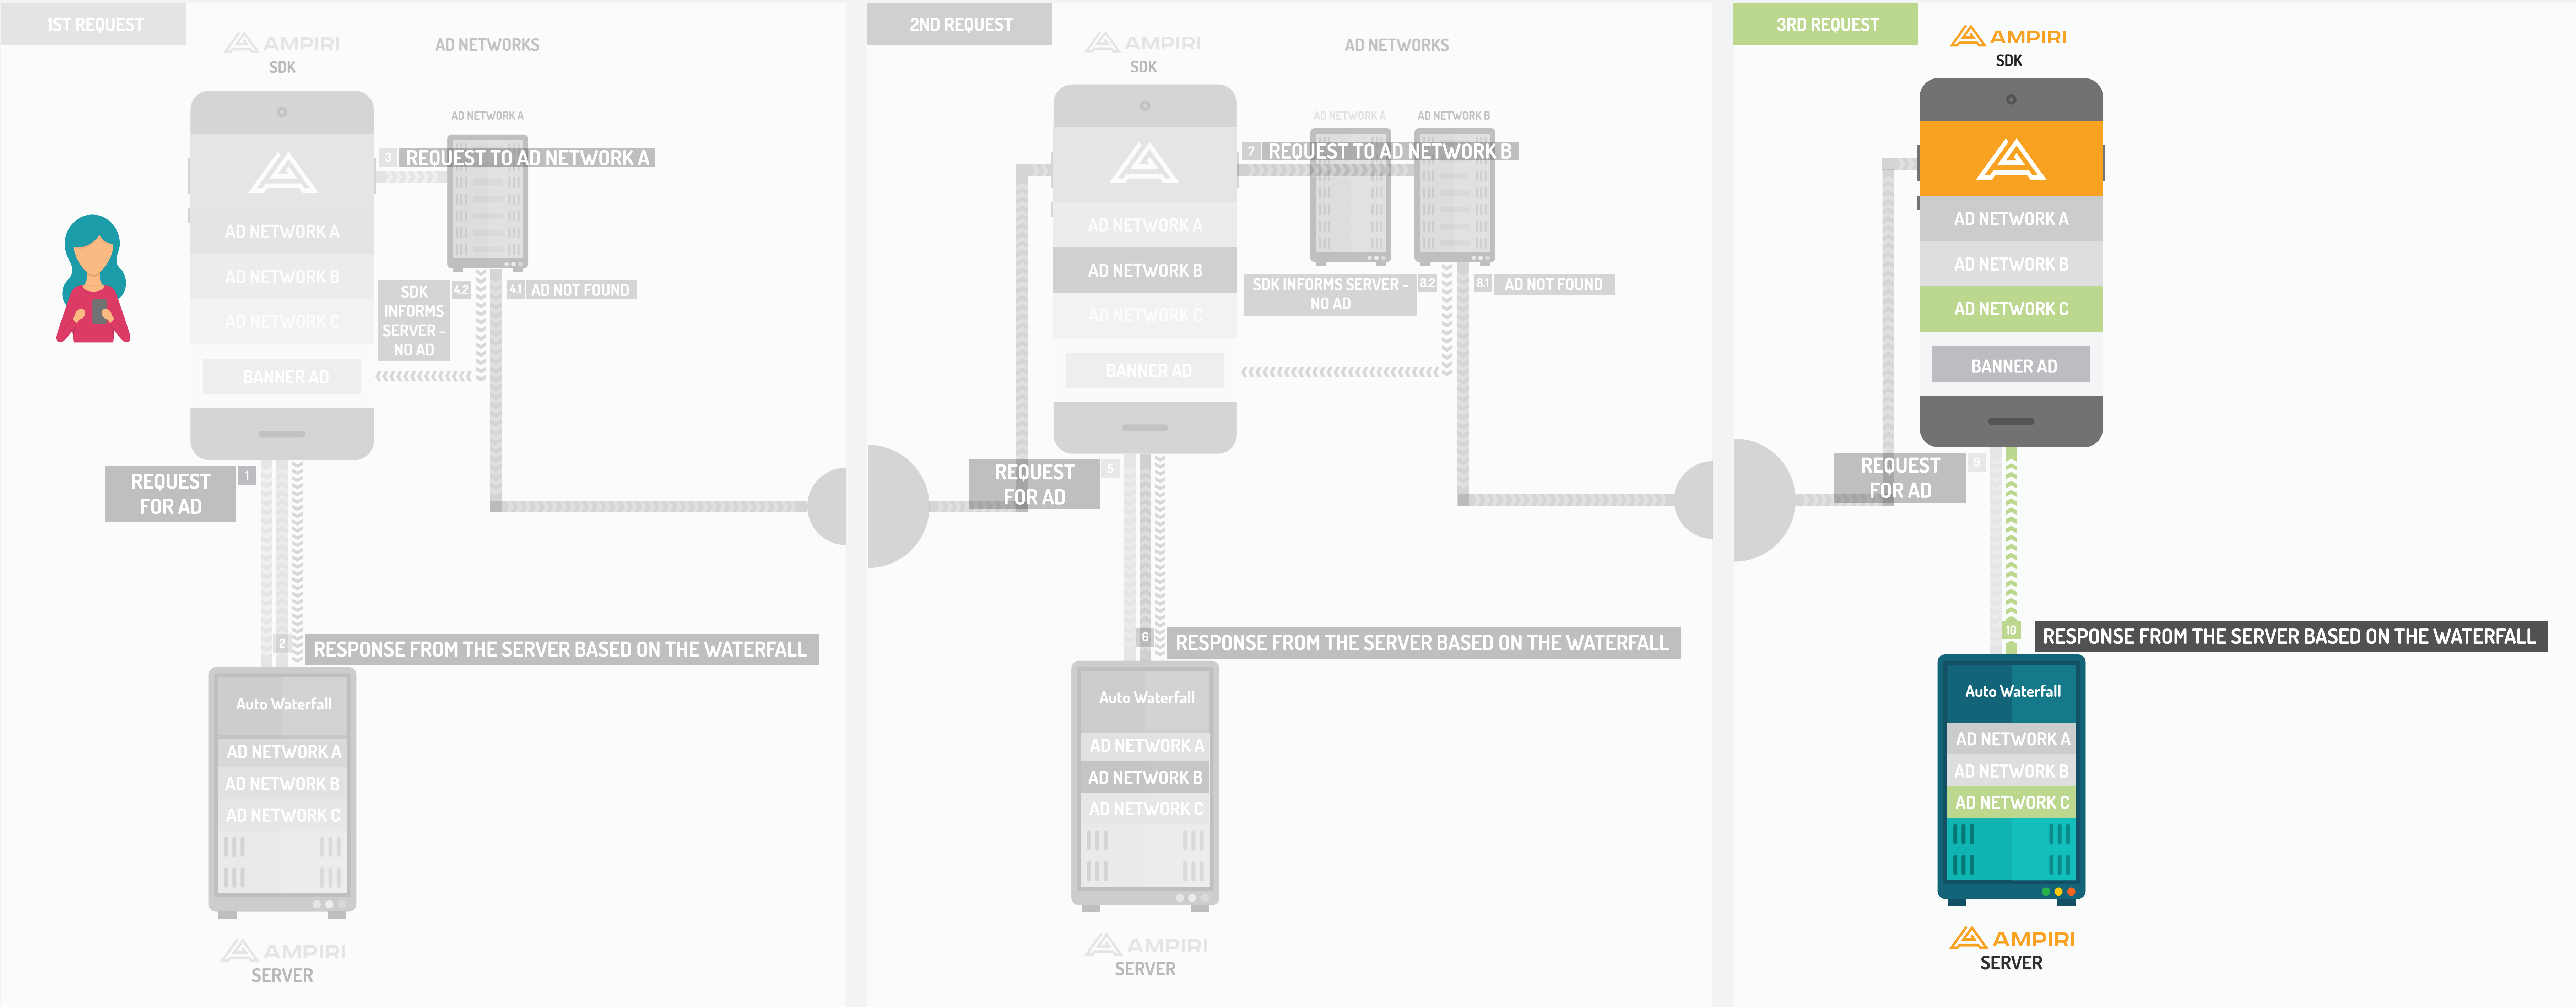 1ST REQUEST
AMPIRI
SDK
AD NETWORKS
AD NETWORK A
3 REQUEST TO AD NETWORK A
AD NETWORK A
AD NETWORK B
AD NETWORK C
BANNER AD
SDK
INFORMS
SERVER -
NO AD
4.2
4.1 AD NOT FOUND
REQUEST
FOR AD
1
2 RESPONSE FROM THE SERVER BASED ON THE WATERFALL
Auto Waterfall
AD NETWORK A
AD NETWORK B
AD NETWORK C
AMPIRI
SERVER
2ND REQUEST
AMPIRI
SDK
AD NETWORKS
AD NETWORK A
AD NETWORK B
7 REQUEST TO AD NETWORK B
AD NETWORK A
AD NETWORK B
AD NETWORK C
BANNER AD
SDK INFORMS SERVER -
NO AD
8.2
8.1 AD NOT FOUND
REQUEST
FOR AD
5
6 RESPONSE FROM THE SERVER BASED ON THE WATERFALL
Auto Waterfall
AD NETWORK A
AD NETWORK B
AD NETWORK C
AMPIRI
SERVER
3RD REQUEST
AMPIRI
SDK
AD NETWORK A
AD NETWORK B
AD NETWORK C
BANNER AD
REQUEST
FOR AD
9
10 RESPONSE FROM THE SERVER BASED ON THE WATERFALL
Auto Waterfall
AD NETWORK A
AD NETWORK B
AD NETWORK C
AMPIRI
SERVER